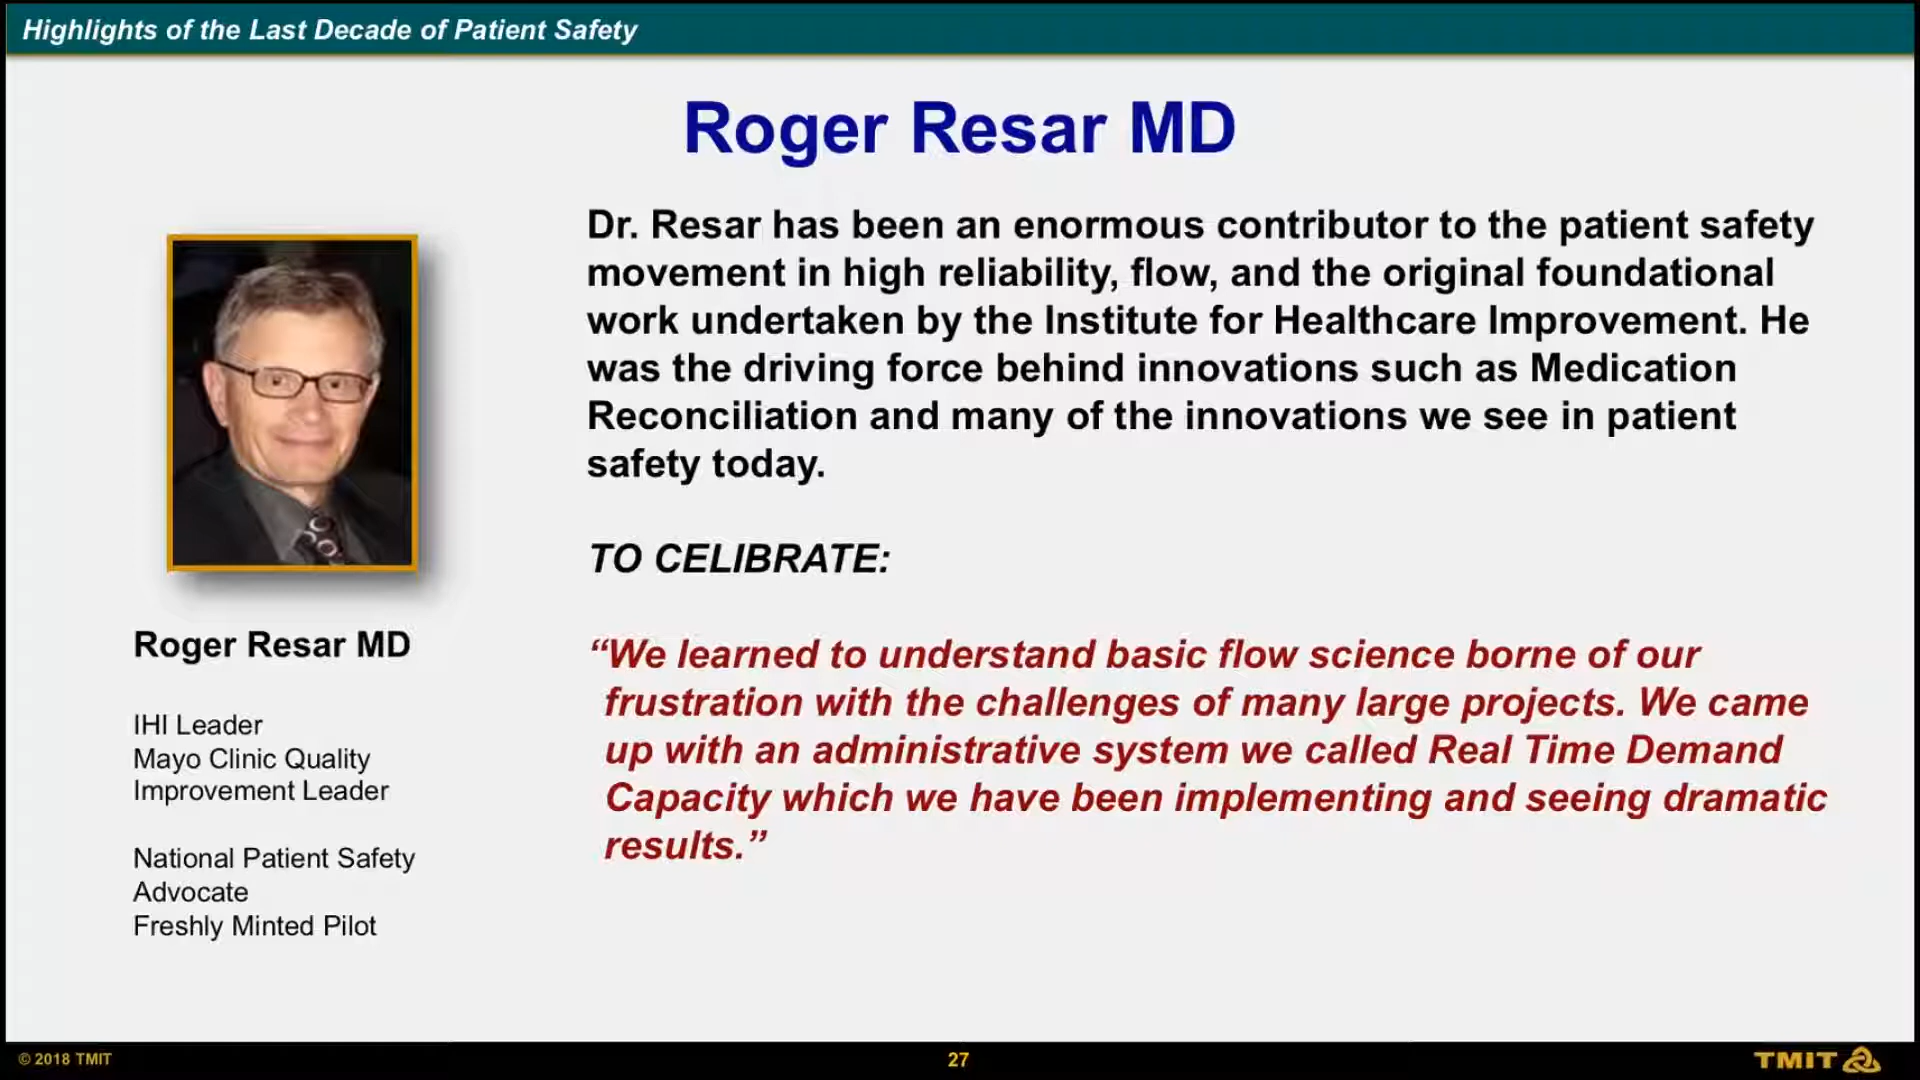 Highlights of the Last Decade of Patient Safety
Roger Resar MD
Dr. Resar has been an enormous contributor to the patient safety
movement in high reliability, flow, and the original foundational
work undertaken by the Institute for Healthcare Improvement. He
was the driving force behind innovations such as Medication
Reconciliation and many of the innovations we see in patient
safety today.
TO CELIBRATE:
“We learned to understand basic flow science borne of our
frustration with the challenges of many large projects. We came
up with an administrative system we called Real Time Demand
Capacity which we have been implementing and seeing dramatic
results.”
Roger Resar MD
IHI Leader
Mayo Clinic Quality
Improvement Leader
National Patient Safety
Advocate
Freshly Minted Pilot
© 2018 TMIT
27
TMIT